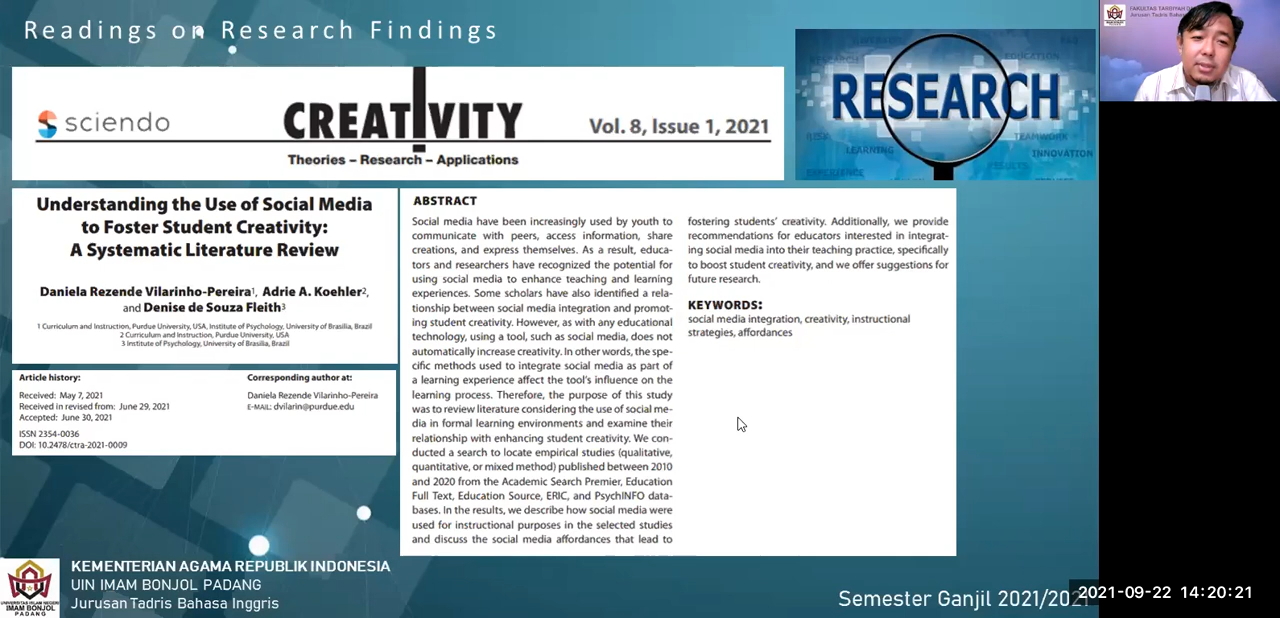 Readings on Research Findings
sciendo
CREATIVITY
Theories – Research – Applications
Vol. 8, Issue 1, 2021
RESEARCH
RESEARCH
EDUCATION
LEARNING
TEAMWORK
INNOVATION
RESULTS
EXPERIENCE
Understanding the Use of Social Media
to Foster Student Creativity:
A Systematic Literature Review
Daniela Rezende Vilarinho-Pereira1, Adrie A. Koehler2,
and Denise de Souza Fleith3
1 Curriculum and Instruction, Purdue University, USA, Institute of Psychology, University of Brasilia, Brazil
2 Curriculum and Instruction, Purdue University, USA
3 Institute of Psychology, University of Brasilia, Brazil
Article history:
Received: May 7, 2021
Received in revised from: June 29, 2021
Accepted: June 30, 2021
ISSN 2354-0036
DOI: 10.2478/ctra-2021-0009
Corresponding author at:
Daniela Rezende Vilarinho-Pereira
E-MAIL: dvilarin@purdue.edu
ABSTRACT
Social media have been increasingly used by youth to
communicate with peers, access information, share
creations, and express themselves. As a result, educa-
tors and researchers have recognized the potential for
using social media to enhance teaching and learning
experiences. Some scholars have also identified a rela-
tionship between social media integration and promot-
ing student creativity. However, as with any educational
technology, using a tool, such as social media, does not
automatically increase creativity. In other words, the spe-
cific methods used to integrate social media as part of
a learning experience affect the tool's influence on the
learning process. Therefore, the purpose of this study
was to review literature considering the use of social me-
dia in formal learning environments and examine their
relationship with enhancing student creativity. We con-
ducted a search to locate empirical studies (qualitative,
quantitative, or mixed method) published between 2010
and 2020 from the Academic Search Premier, Education
Full Text, Education Source, ERIC, and PsychINFO data-
bases. In the results, we describe how social media were
used for instructional purposes in the selected studies
and discuss the social media affordances that lead to
fostering students' creativity. Additionally, we provide
recommendations for educators interested in integrat-
ing social media into their teaching practice, specifically
to boost student creativity, and we offer suggestions for
future research.
KEYWORDS:
social media integration, creativity, instructional
strategies, affordances
UNIVERSITAS ISLAM NEGERI
IMAM BONJOL
PADANG
KEMENTERIAN AGAMA REPUBLIK INDONESIA
UIN IMAM BONJOL PADANG
Jurusan Tadris Bahasa Inggris
Semester Ganjil 2021/202
2021-09-22 14:20:21
FAKULTAS TARBIYAH
Jurusan Tadris